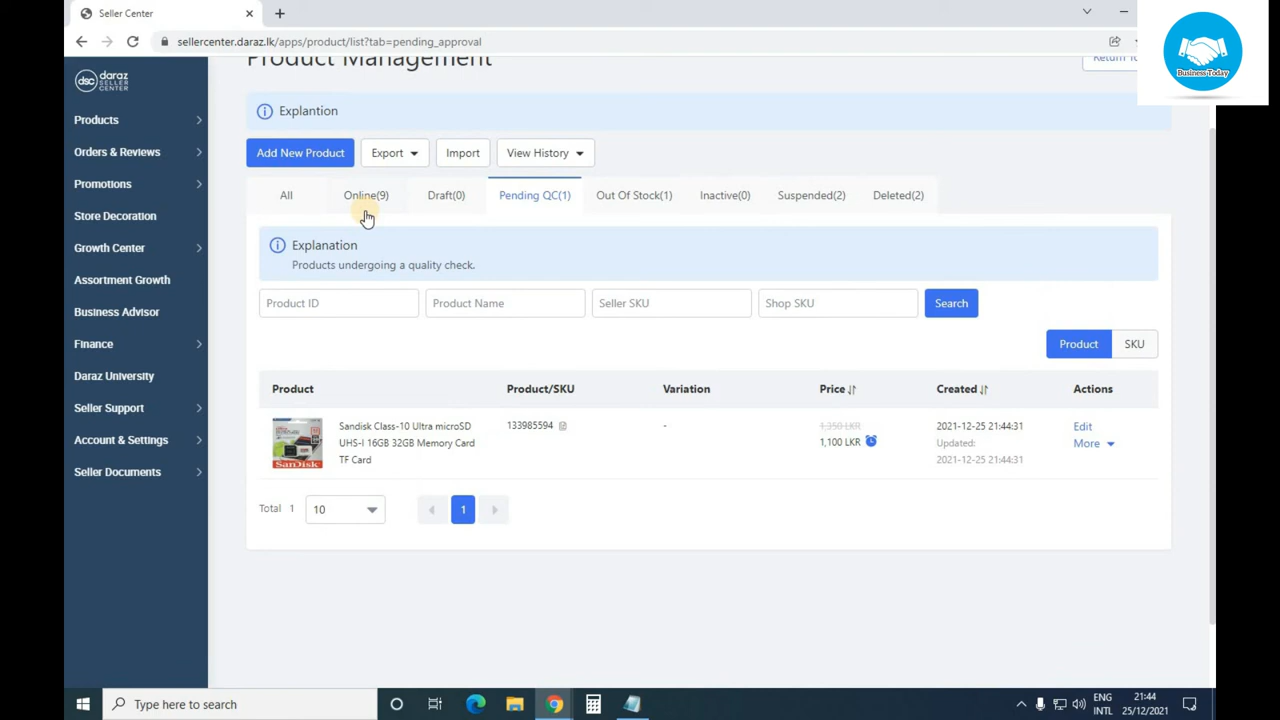 Seller Center
sellercenter.daraz.lk/apps/product/list?tab=pending_approval
Business Today
dsc daraz SELLER CENTER
Product Management
Explantion
Products
Orders & Reviews
Promotions
Store Decoration
Growth Center
Assortment Growth
Business Advisor
Finance
Daraz University
Seller Support
Account & Settings
Seller Documents
Add New Product Export Import View History
All Online(9) Draft(0) Pending QC(1) Out Of Stock(1) Inactive(0) Suspended(2) Deleted(2)
Explanation
Products undergoing a quality check.
Product ID Product Name Seller SKU Shop SKU Search
Product SKU
Product Product/SKU Variation Price Created Actions
Sandisk Class-10 Ultra microSD
UHS-I 16GB 32GB Memory Card
TF Card
SanDisk
133985594
-
1,350 LKR
1,100 LKR
2021-12-25 21:44:31
Updated:
2021-12-25 21:44:31
Edit
More
Total 1 10 1
Type here to search
ENG
INTL
21:44
25/12/2021